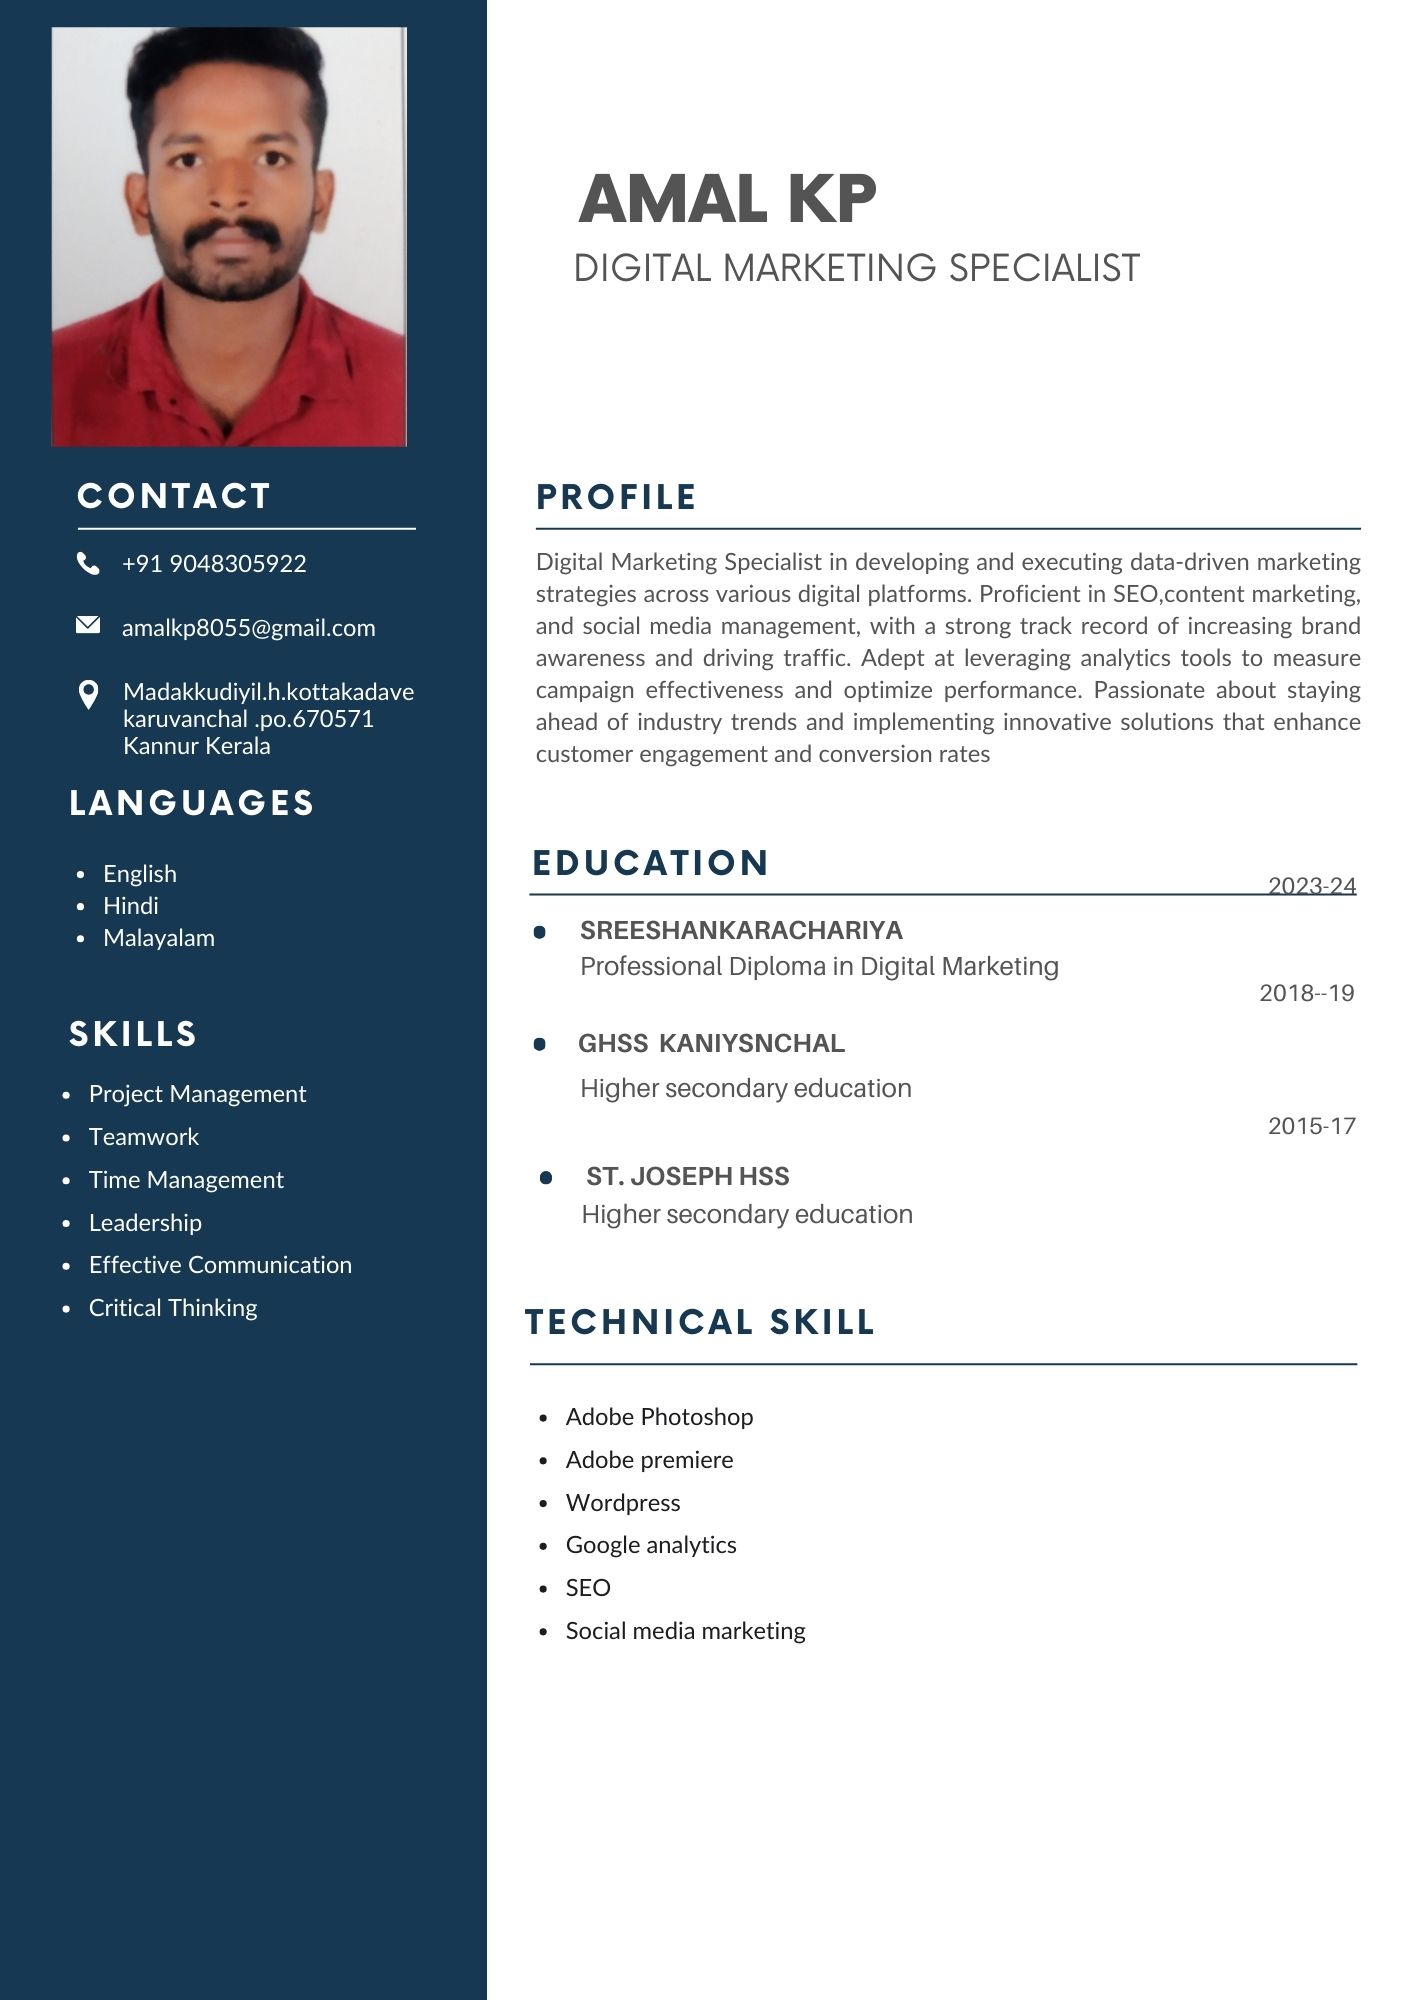 AMAL KP
DIGITAL MARKETING SPECIALIST
CONTACT
+91 9048305922
amalkp8055@gmail.com
Madakkudiyil.h.kottakadave
karuvanchal .po.670571
Kannur Kerala
LANGUAGES
English
Hindi
Malayalam
SKILLS
Project Management
Teamwork
Time Management
Leadership
Effective Communication
Critical Thinking
PROFILE
Digital Marketing Specialist in developing and executing data-driven marketing
strategies across various digital platforms. Proficient in SEO,content marketing,
and social media management, with a strong track record of increasing brand
awareness and driving traffic. Adept at leveraging analytics tools to measure
campaign effectiveness and optimize performance. Passionate about staying
ahead of industry trends and implementing innovative solutions that enhance
customer engagement and conversion rates
EDUCATION
2023-24
SREESHANKARACHARIYA
Professional Diploma in Digital Marketing
2018--19
GHSS KANIYSNCHAL
Higher secondary education
2015-17
ST. JOSEPH HSS
Higher secondary education
TECHNICAL SKILL
Adobe Photoshop
Adobe premiere
Wordpress
Google analytics
SEO
Social media marketing